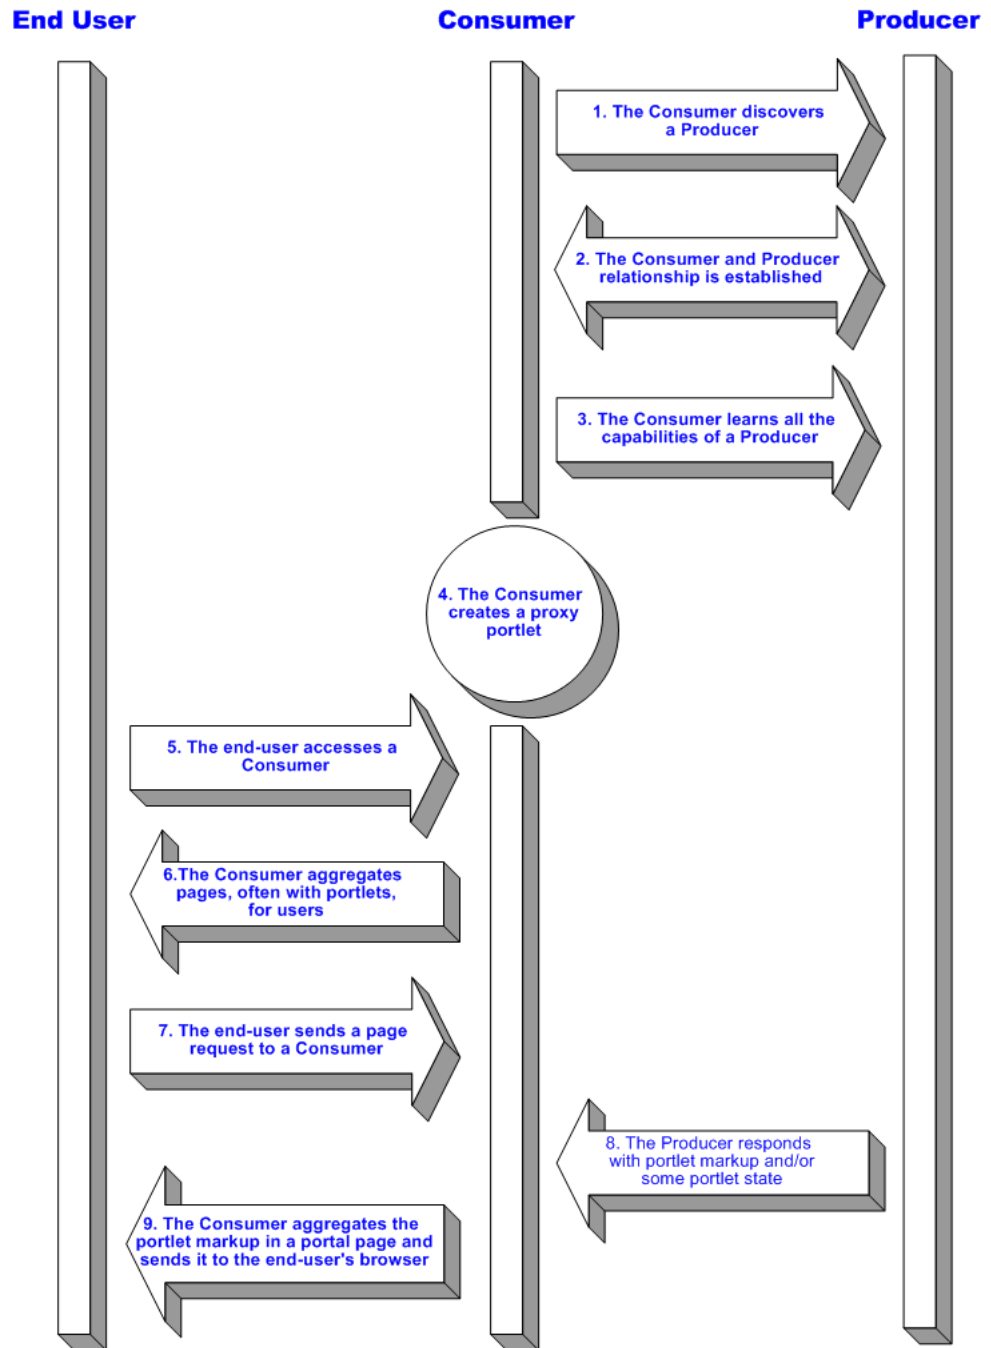 End User
Consumer
Producer
1. The Consumer discovers
a Producer
2. The Consumer and Producer
relationship is established
3. The Consumer learns all the
capabilities of a Producer
4. The Consumer
creates a proxy
portlet
5. The end-user accesses a
Consumer
6.The Consumer aggregates
pages, often with portlets,
for users
7. The end-user sends a page
request to a Consumer
8. The Producer responds
with portlet markup and/or
some portlet state
9. The Consumer aggregates the
portlet markup in a portal page and
sends it to the end-user's browser